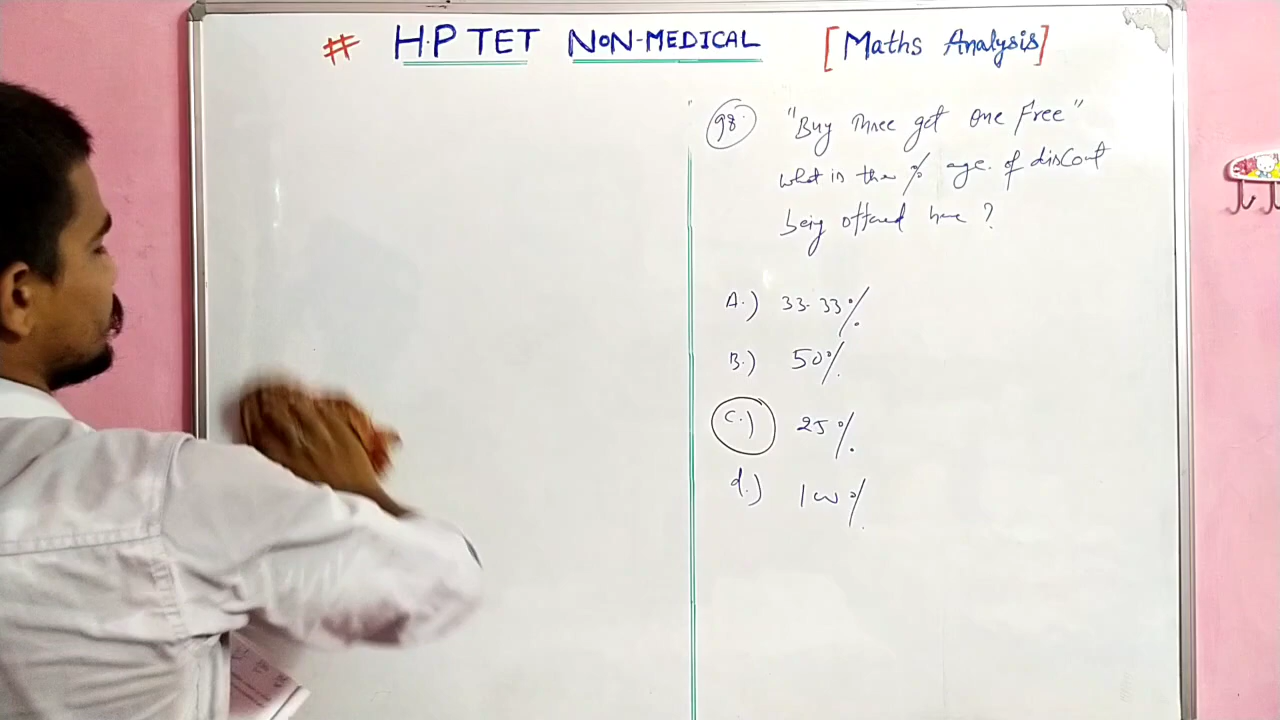 # H.P TET NON-MEDICAL [Maths Analysis]
98. "Buy Three get one Free"
what is the % age. of discout
being offered here ?
A.) 33.33%
B.) 50%
C.) 25%
d.) 100%